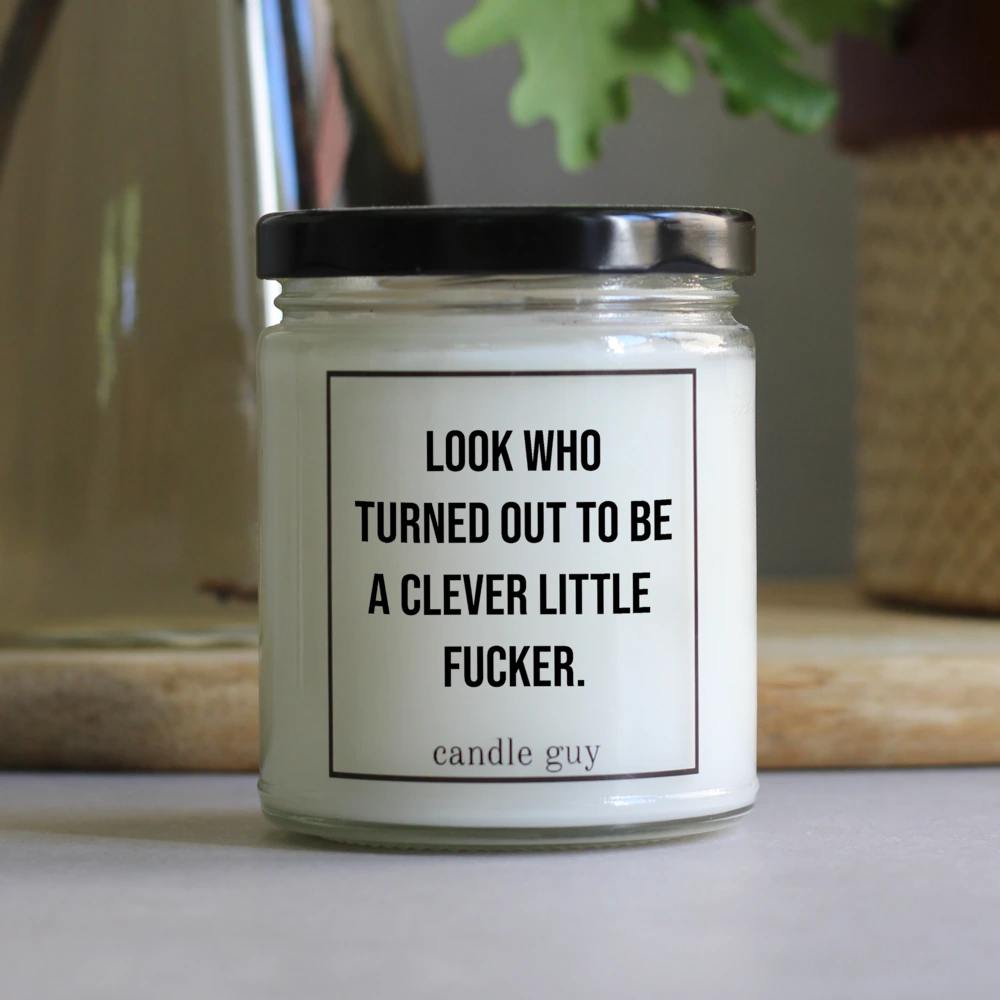 LOOK WHO
TURNED OUT TO BE
A CLEVER LITTLE
FUCKER.
candle guy